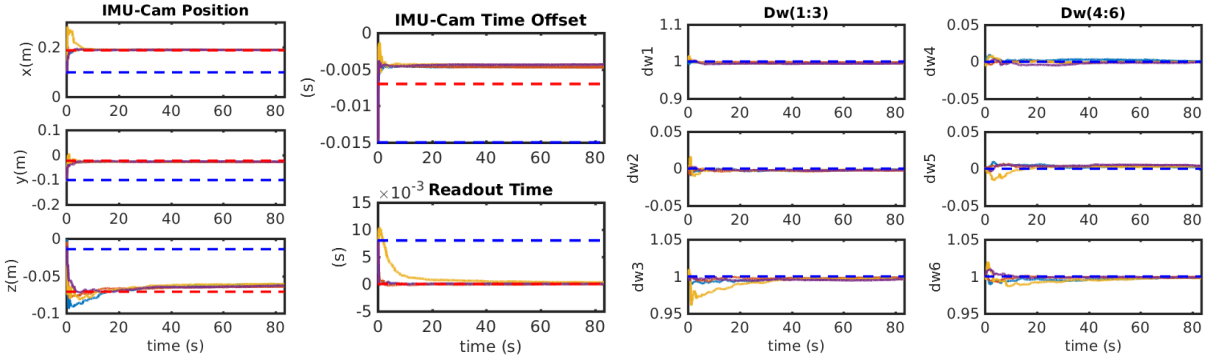 IMU-Cam Position
x(m)
0.2
0
0 20 40 60 80
y(m)
0.1
0
-0.1
-0.2
0 20 40 60 80
z(m)
0
-0.05
-0.1
0 20 40 60 80
time (s)
IMU-Cam Time Offset
(s)
0
-0.005
-0.01
-0.015
0 20 40 60 80
Readout Time
×10⁻³
(s)
15
10
5
0
-5
0 20 40 60 80
time (s)
Dw(1:3)
dw1
1.1
1
0.9
0 20 40 60 80
dw2
0.05
0
-0.05
0 20 40 60 80
dw3
1.05
1
0.95
0 20 40 60 80
time (s)
Dw(4:6)
dw4
0.05
0
-0.05
0 20 40 60 80
dw5
0.05
0
-0.05
0 20 40 60 80
dw6
1.05
1
0.95
0 20 40 60 80
time (s)